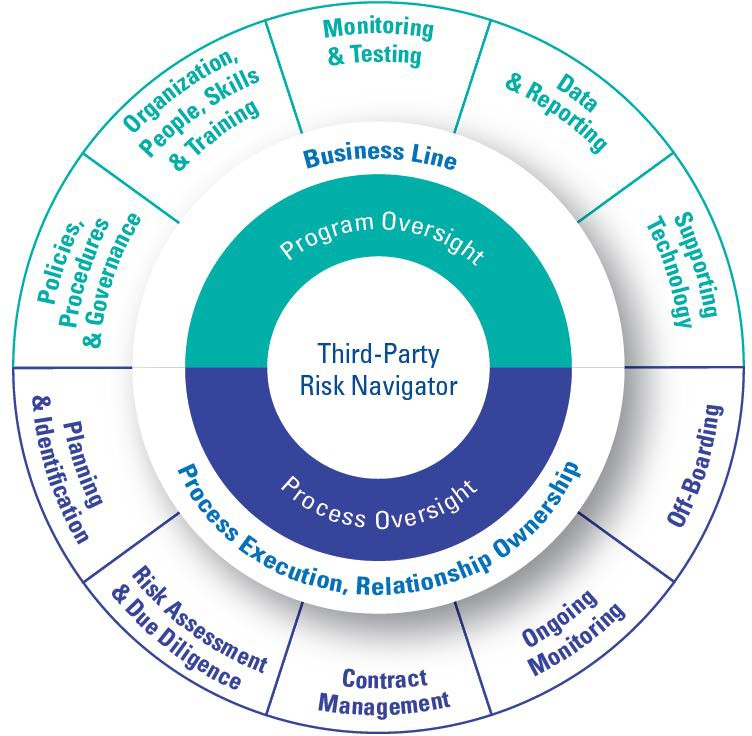 Monitoring
& Testing
Organization,
People, Skills
& Training
Data
& Reporting
Policies,
Procedures
& Governance
Supporting
Technology
Business Line
Program Oversight
Third-Party
Risk Navigator
Process Oversight
Process Execution, Relationship Ownership
Planning
& Identification
Risk Assessment
& Due Diligence
Contract
Management
Ongoing
Monitoring
Off-Boarding